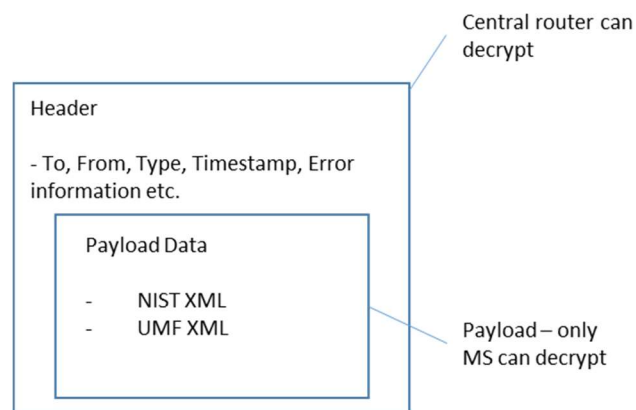 Central router can
decrypt
Header
- To, From, Type, Timestamp, Error
information etc.
Payload Data
- NIST XML
- UMF XML
Payload – only
MS can decrypt